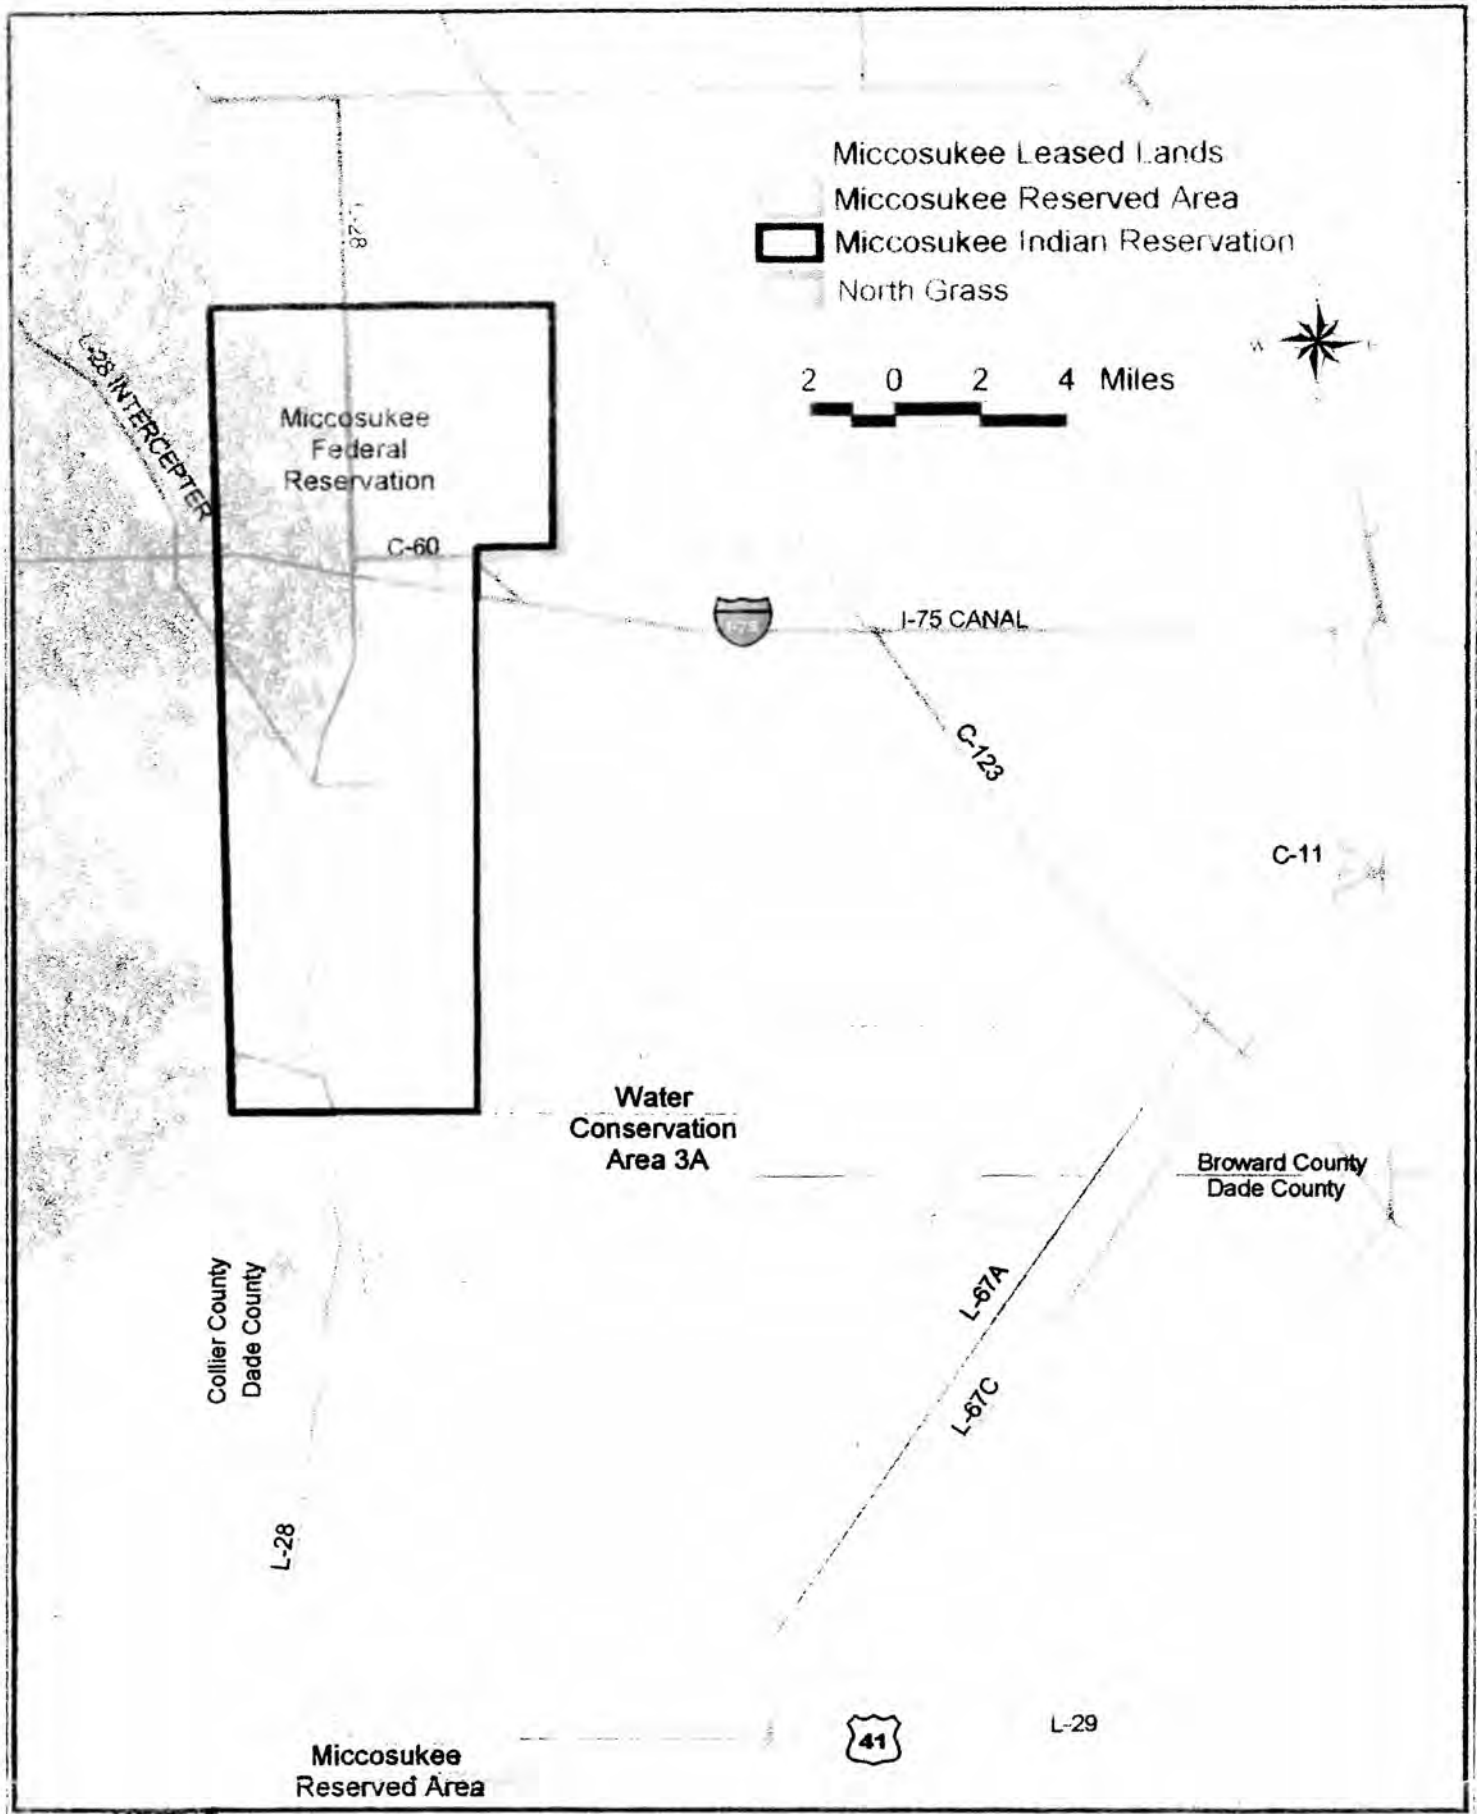 Miccosukee Leased Lands
Miccosukee Reserved Area
Miccosukee Indian Reservation
North Grass
L-28
W
E
2 0 2 4 Miles
L-28 INTERCEPTER
Miccosukee
Federal
Reservation
C-60
I-75
I-75 CANAL
C-123
C-11
Water
Conservation
Area 3A
Broward County
Dade County
Collier County
Dade County
L-67A
L-67C
L-28
41
L-29
Miccosukee
Reserved Area